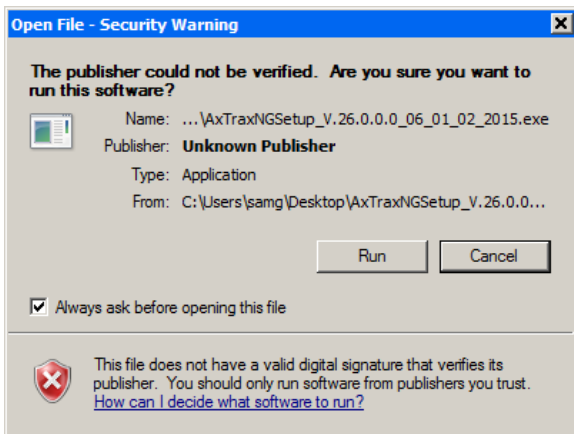 Open File - Security Warning
The publisher could not be verified. Are you sure you want to
run this software?
Name: ...\AxTraxNGSetup_V.26.0.0.0_06_01_02_2015.exe
Publisher: Unknown Publisher
Type: Application
From: C:\Users\samg\Desktop\AxTraxNGSetup_V.26.0.0...
Run Cancel
Always ask before opening this file
This file does not have a valid digital signature that verifies its
publisher. You should only run software from publishers you trust.
How can I decide what software to run?